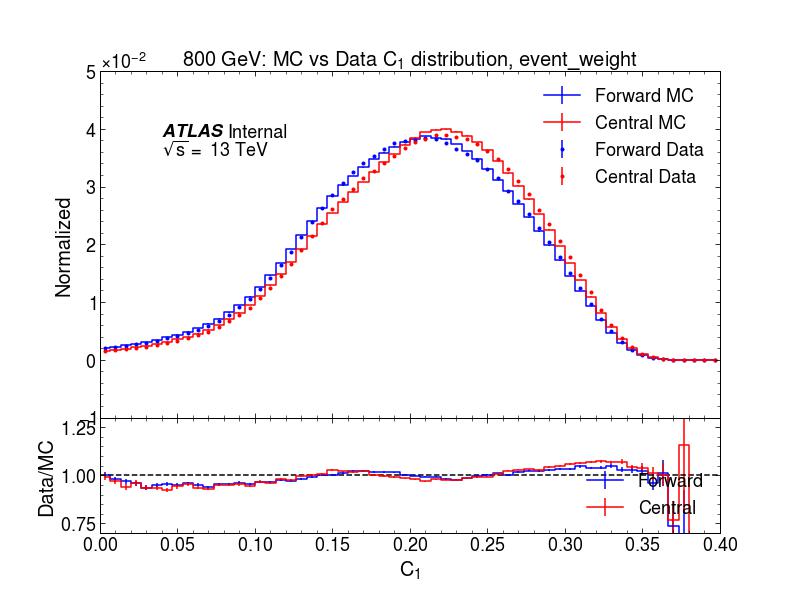 ×10⁻² 800 GeV: MC vs Data C₁ distribution, event_weight
5
ATLAS Internal
√s = 13 TeV
Forward MC
Central MC
Forward Data
Central Data
4
3
2
1
0
−1
Normalized
1.25
1.00
0.75
Data/MC
Forward
Central
0.00 0.05 0.10 0.15 0.20 0.25 0.30 0.35 0.40
C₁